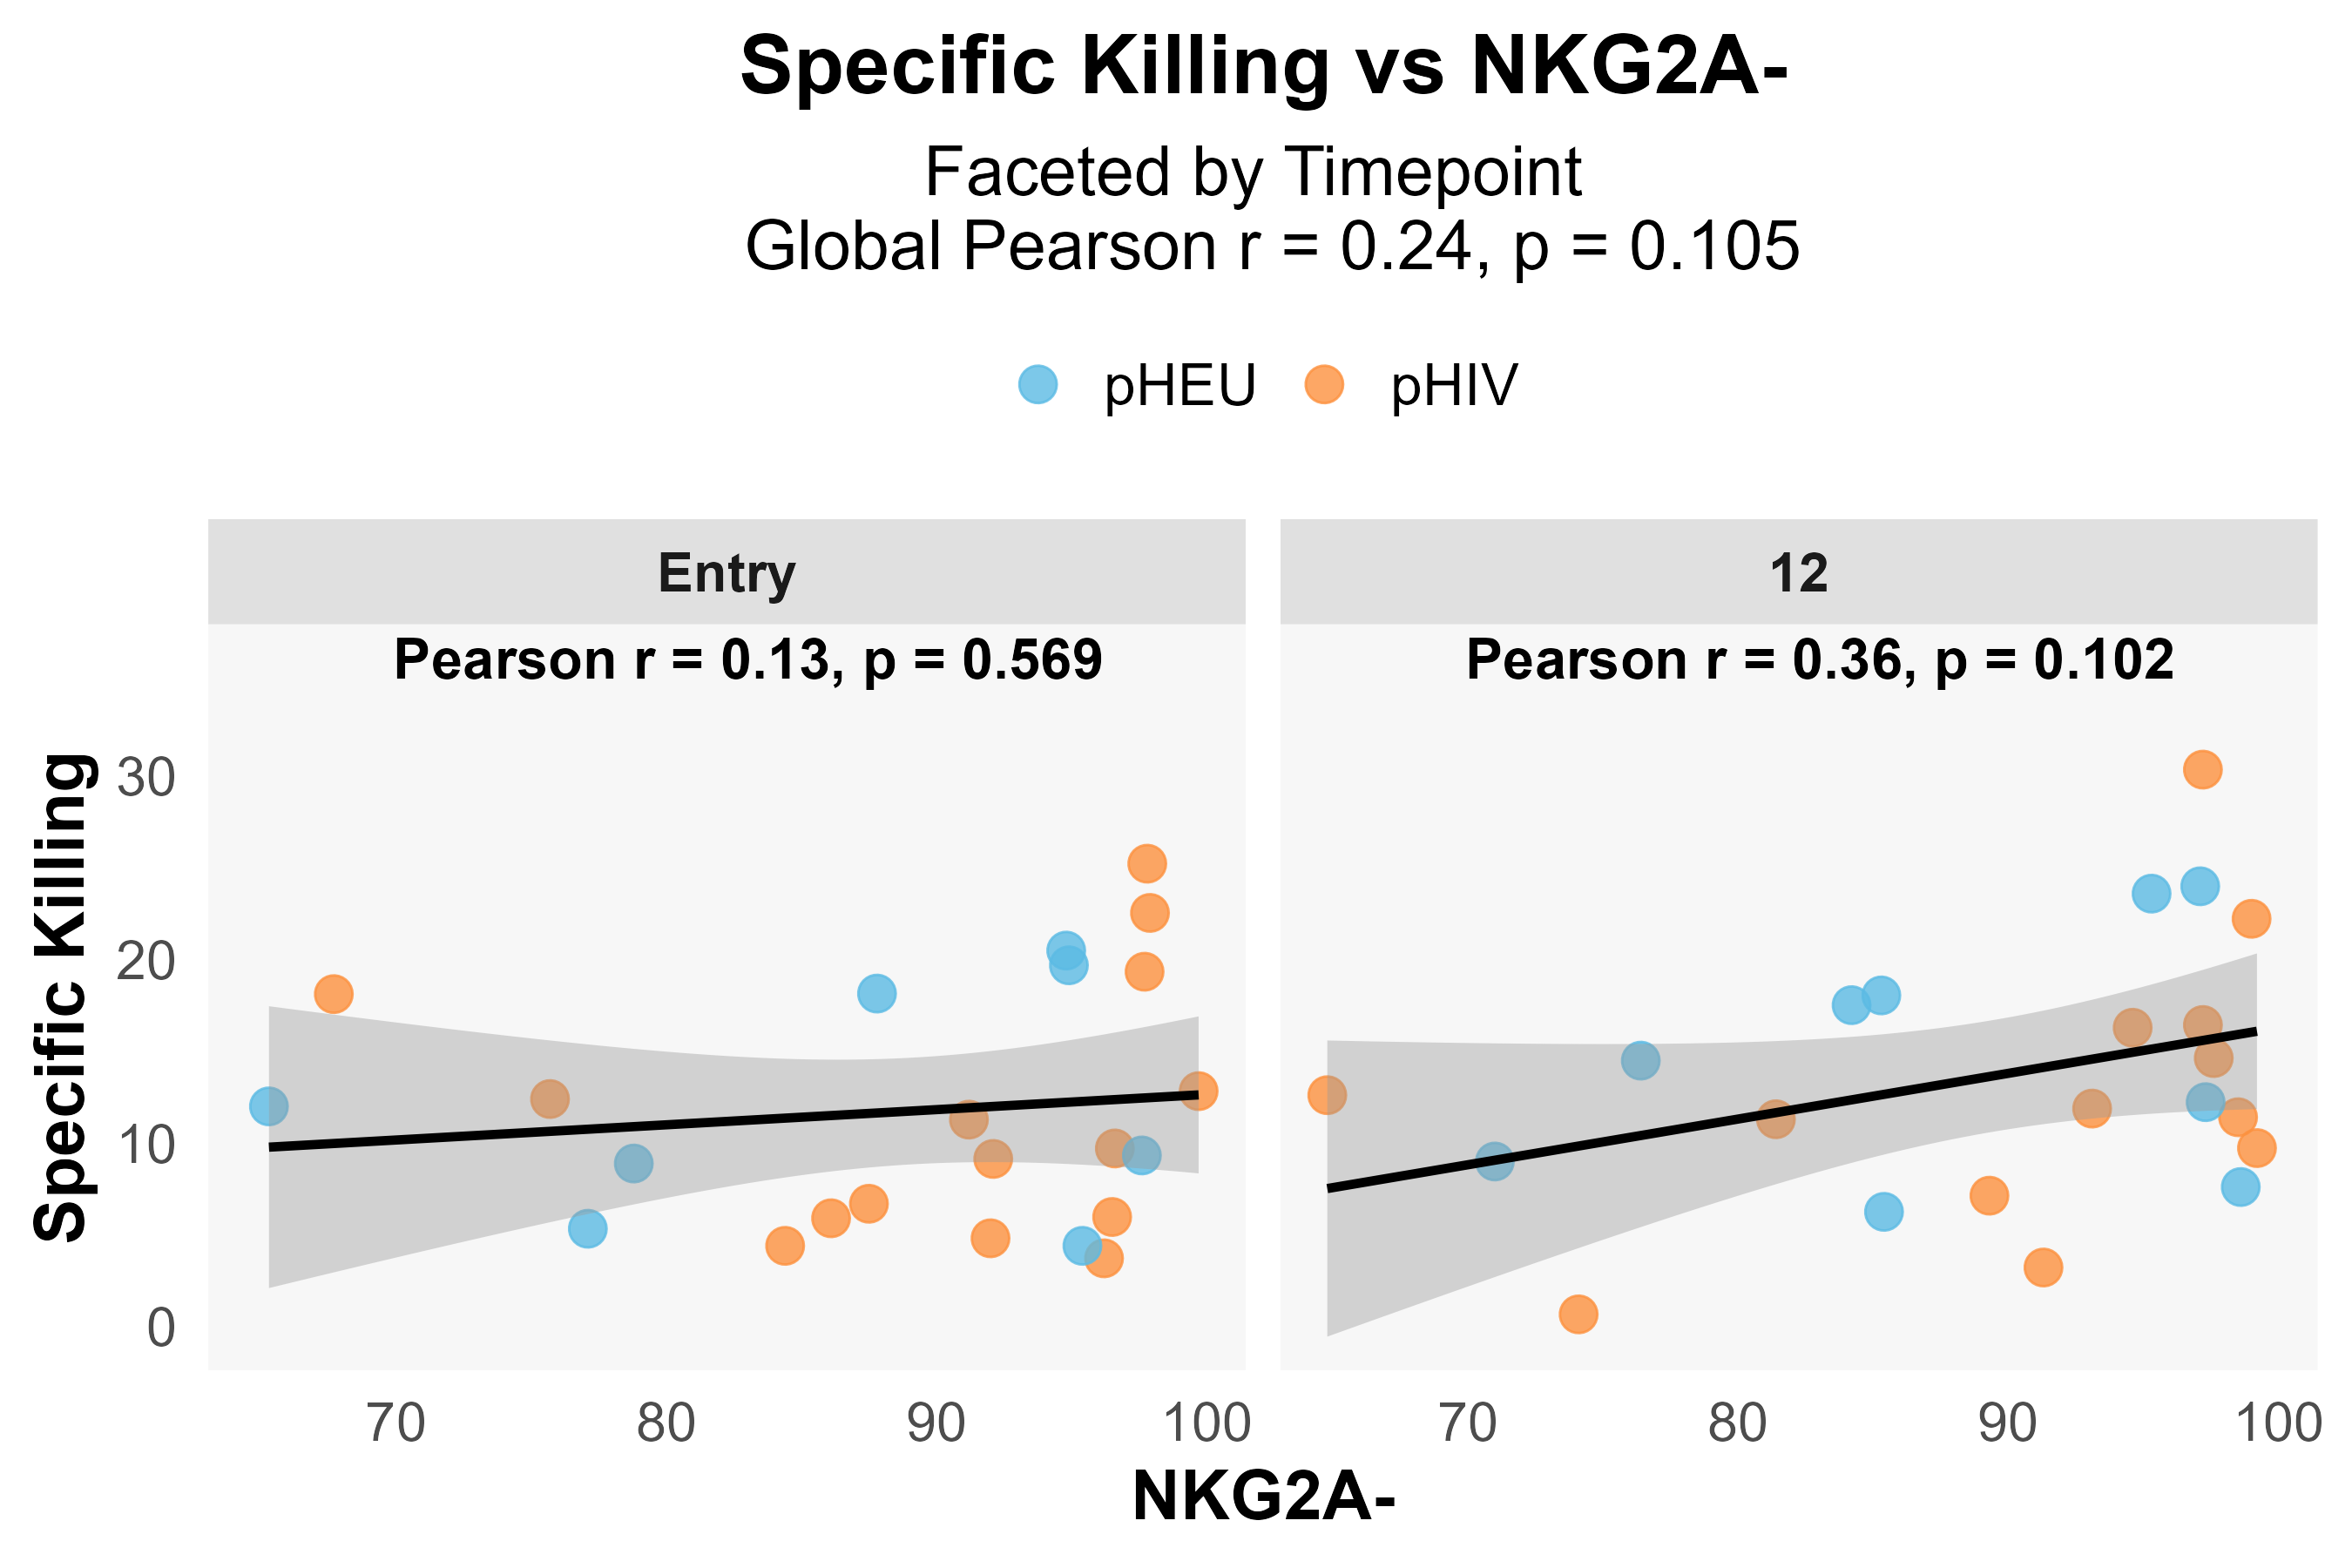 Specific Killing vs NKG2A-
Faceted by Timepoint
Global Pearson r = 0.24, p = 0.105
pHEU pHIV
Entry 12
Pearson r = 0.13, p = 0.569 Pearson r = 0.36, p = 0.102
Specific Killing
30
20
10
0
70 80 90 100 70 80 90 100
NKG2A-